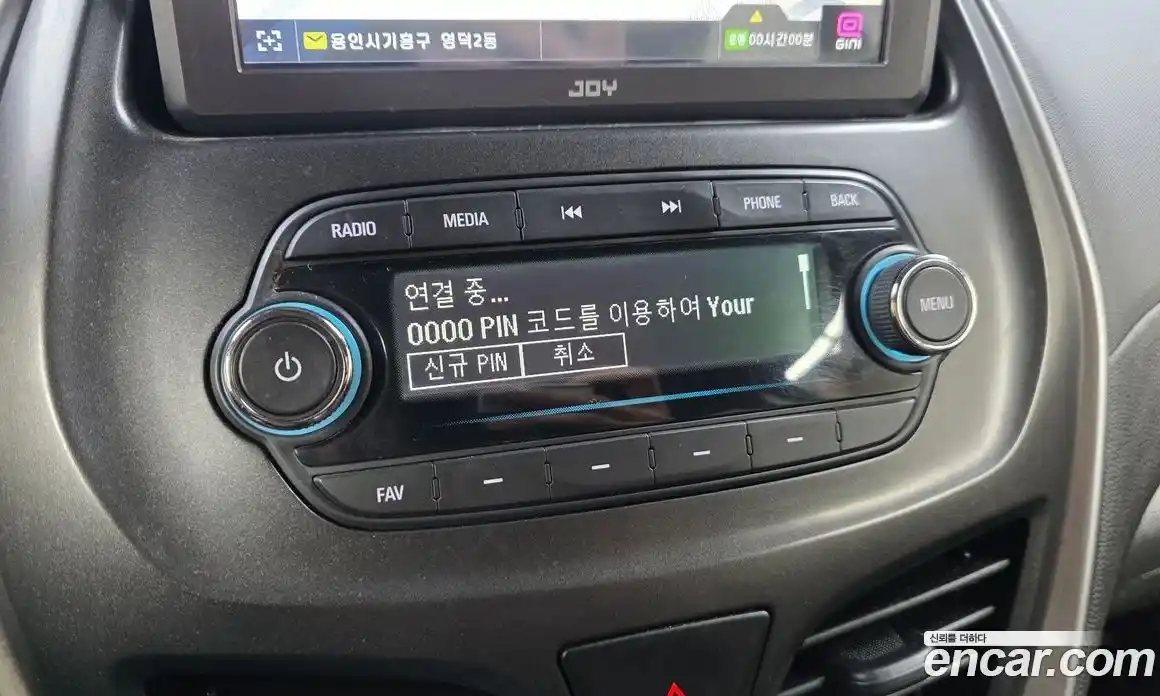 용인시기흥구 영덕2동
운행 00시간00분
GINI
JOY
RADIO MEDIA PHONE BACK
연결 중...
0000 PIN 코드를 이용하여 Your
신규 PIN 취소
MENU
FAV
신뢰를 더하다
encar.com